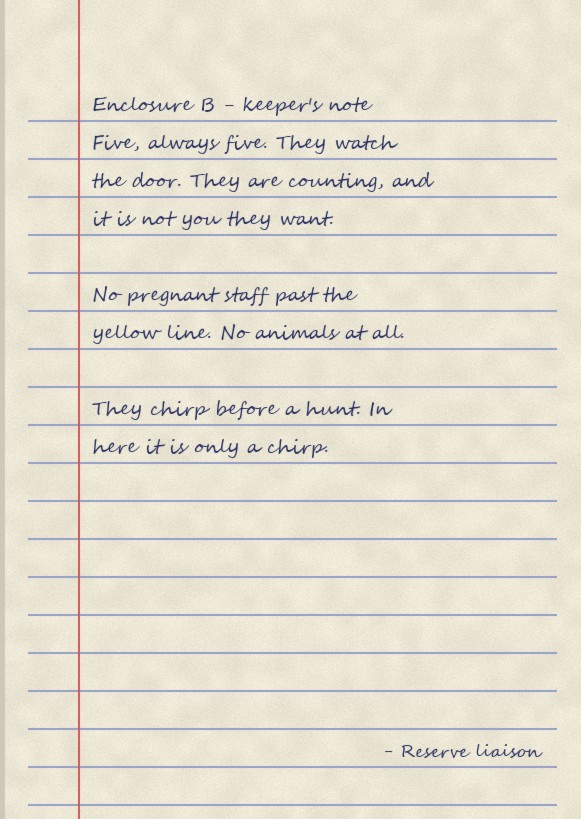 Enclosure B - keeper's note
Five, always five. They watch
the door. They are counting, and
it is not you they want.
No pregnant staff past the
yellow line. No animals at all.
They chirp before a hunt. In
here it is only a chirp.
- Reserve liaison